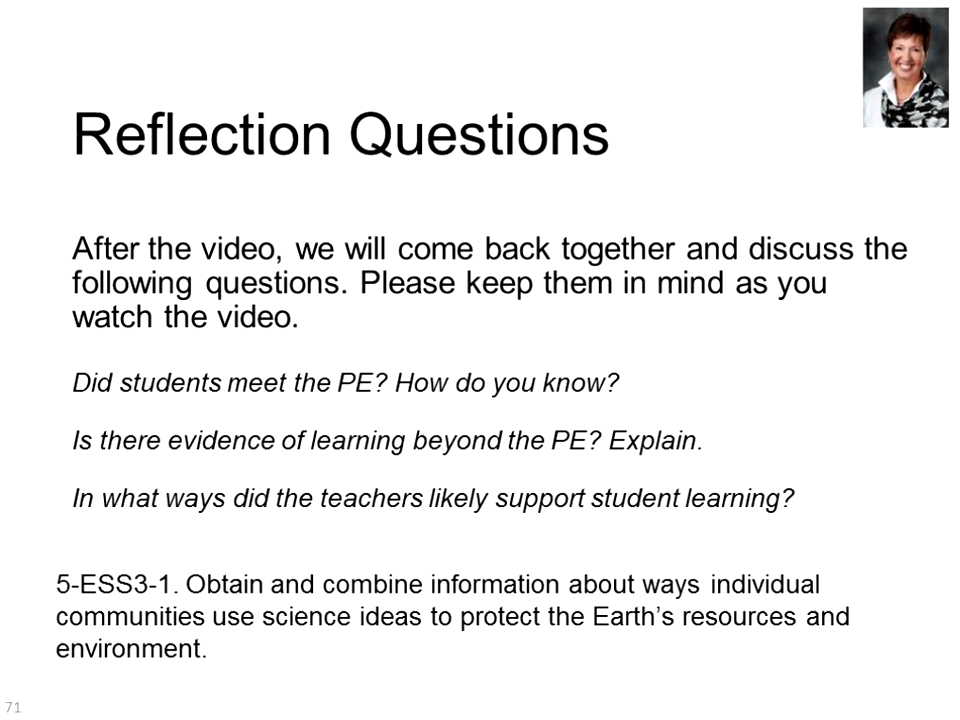 Reflection Questions
After the video, we will come back together and discuss the
following questions. Please keep them in mind as you
watch the video.
Did students meet the PE? How do you know?
Is there evidence of learning beyond the PE? Explain.
In what ways did the teachers likely support student learning?
5-ESS3-1. Obtain and combine information about ways individual
communities use science ideas to protect the Earth’s resources and
environment.
71